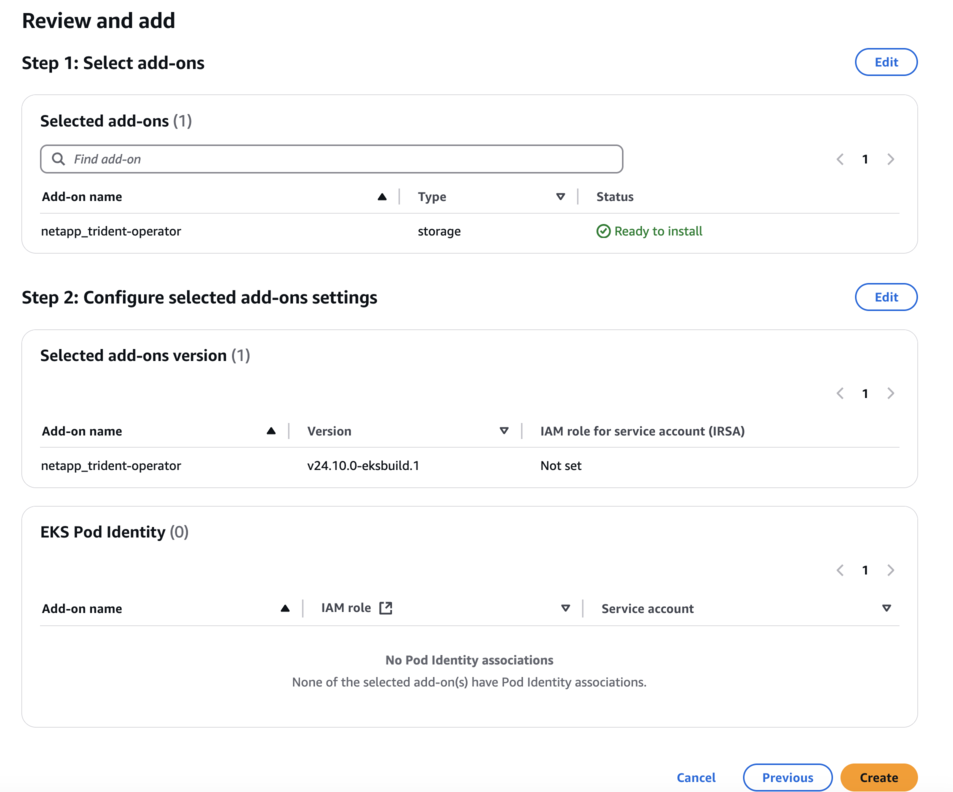 Review and add
Step 1: Select add-ons
Edit
Selected add-ons (1)
Find add-on
1
Add-on name Type Status
netapp_trident-operator storage Ready to install
Step 2: Configure selected add-ons settings
Edit
Selected add-ons version (1)
1
Add-on name Version IAM role for service account (IRSA)
netapp_trident-operator v24.10.0-eksbuild.1 Not set
EKS Pod Identity (0)
1
Add-on name IAM role Service account
No Pod Identity associations
None of the selected add-on(s) have Pod Identity associations.
Cancel Previous Create